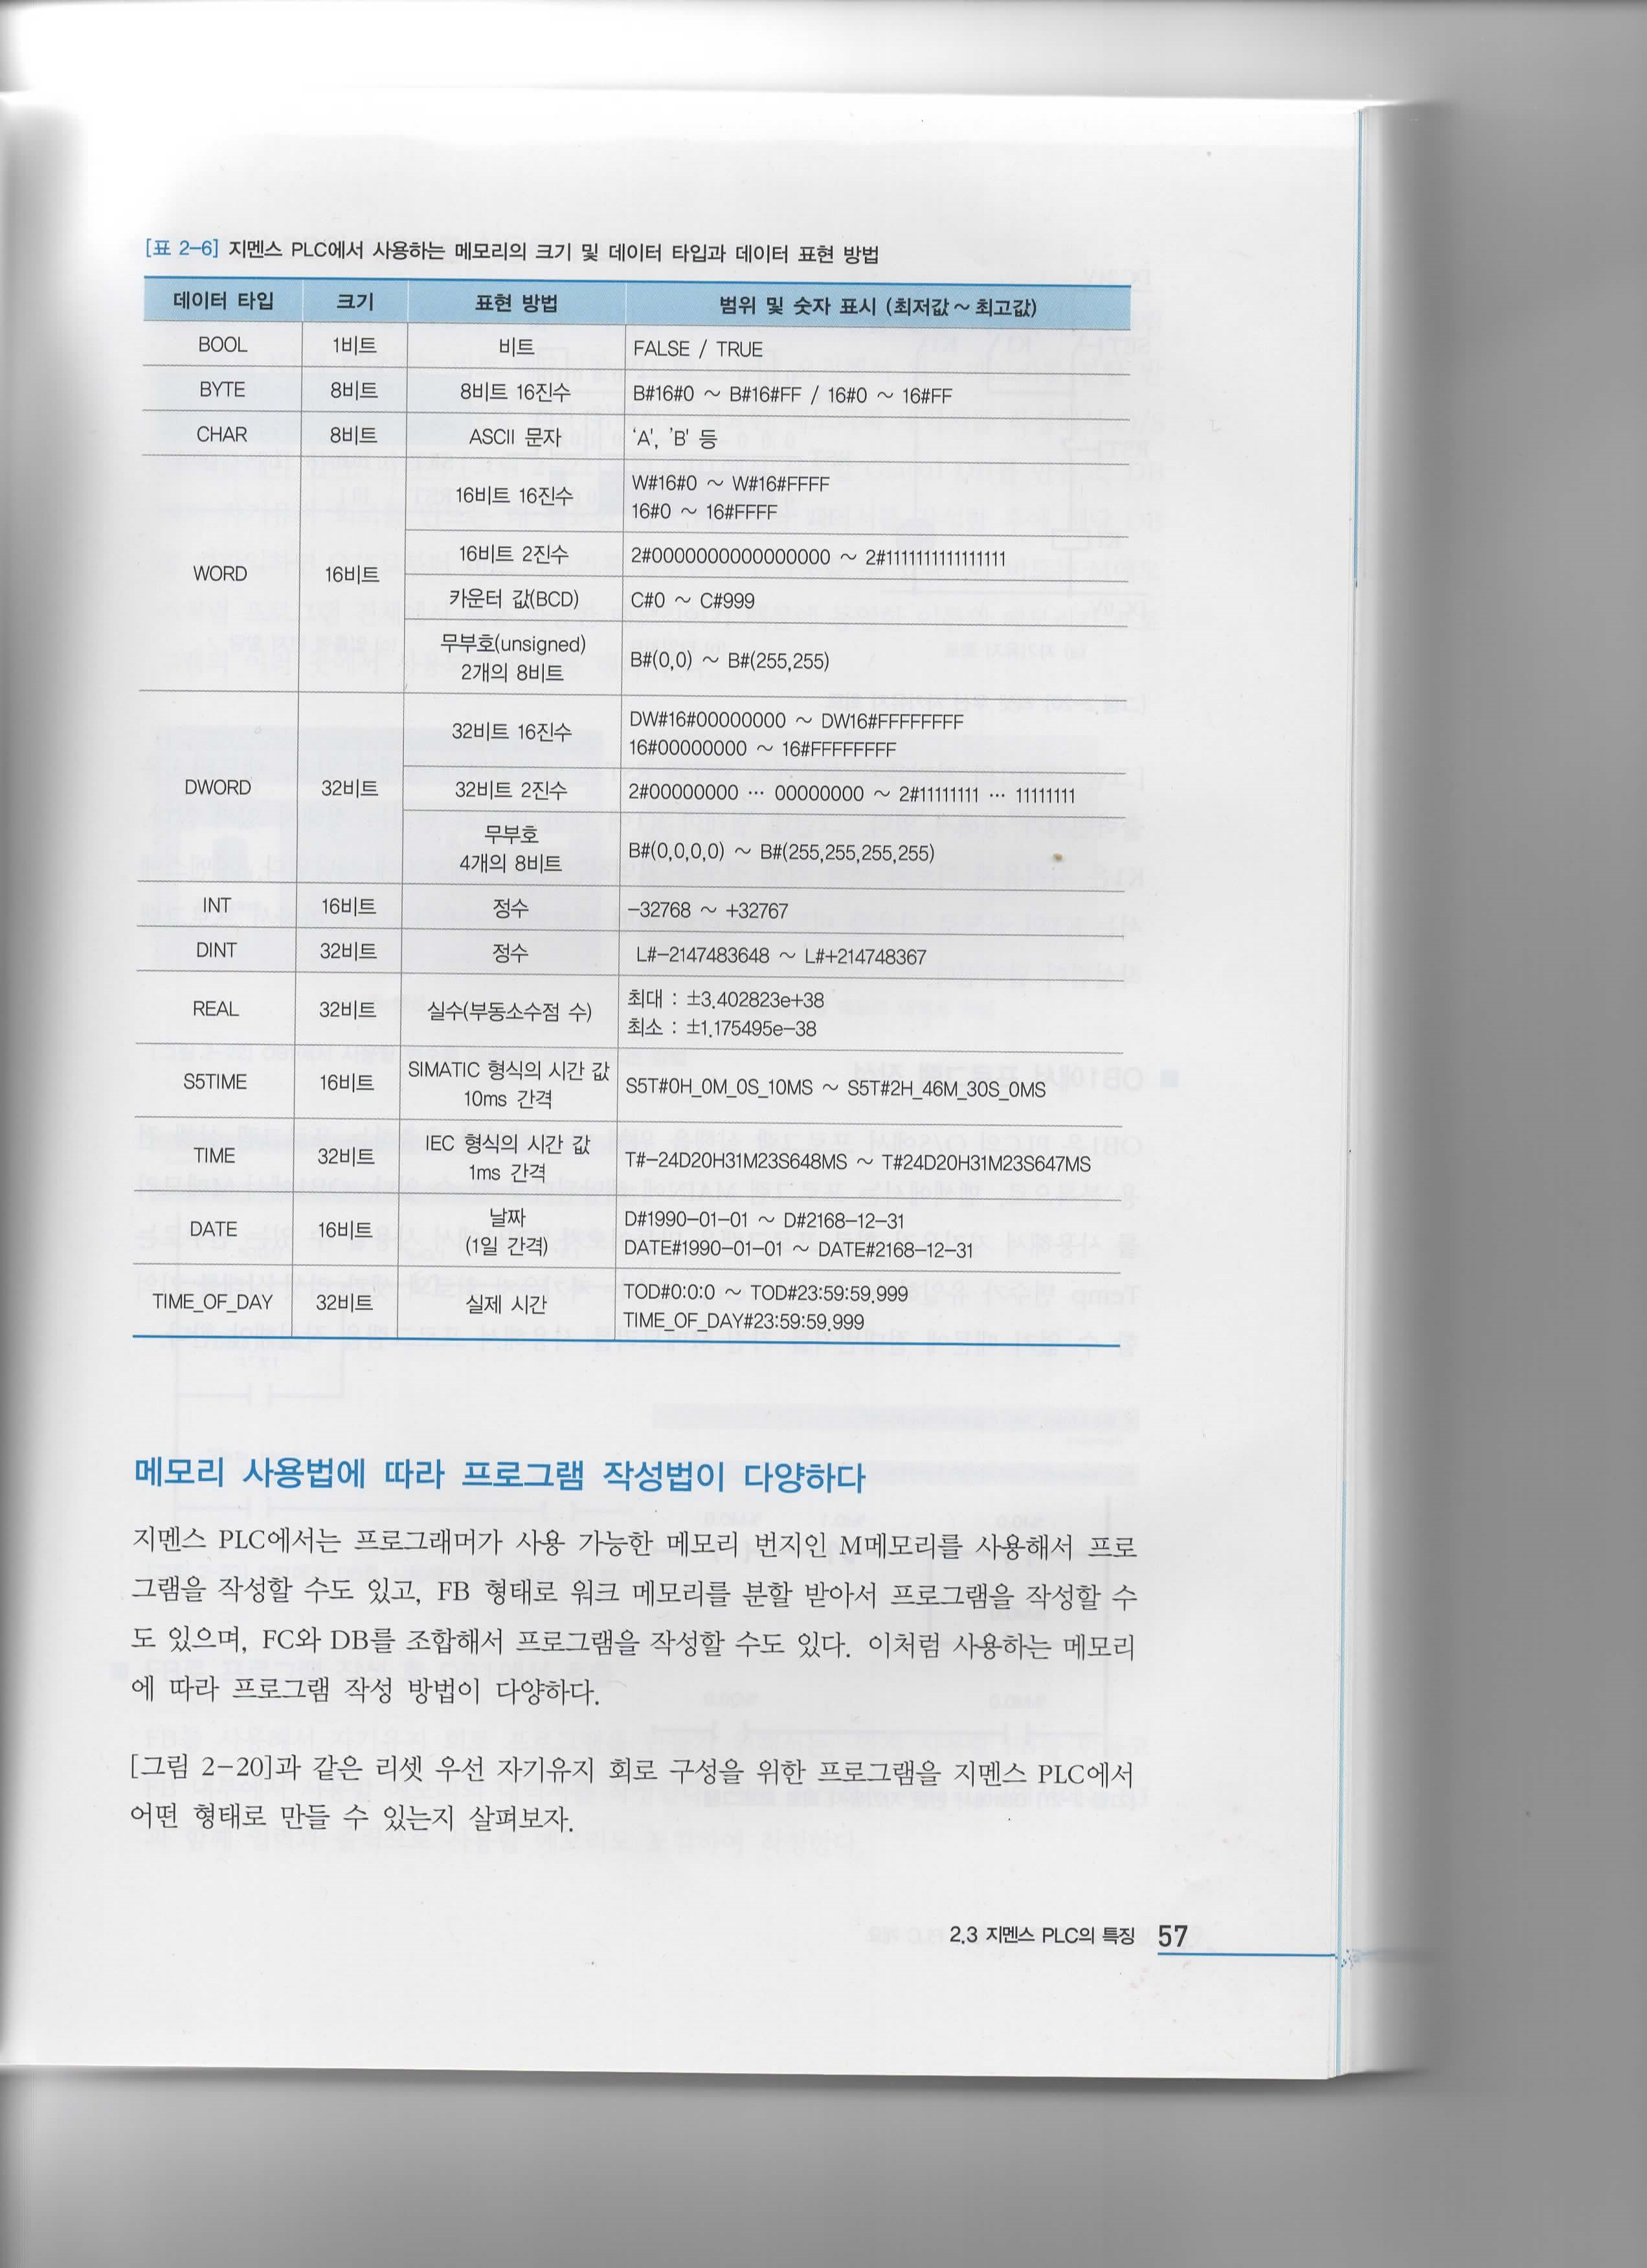 [표 2-6] 지멘스 PLC에서 사용하는 메모리의 크기 및 데이터 타입과 데이터 표현 방법
데이터 타입 크기 표현 방법 범위 및 숫자 표시 (최저값 ~ 최고값)
BOOL 1비트 비트 FALSE / TRUE
BYTE 8비트 8비트 16진수 B#16#0 ~ B#16#FF / 16#0 ~ 16#FF
CHAR 8비트 ASCII 문자 'A', 'B' 등
WORD 16비트 16비트 16진수 W#16#0 ~ W#16#FFFF
16#0 ~ 16#FFFF
16비트 2진수 2#0000000000000000 ~ 2#1111111111111111
카운터 값(BCD) C#0 ~ C#999
무부호(unsigned)
2개의 8비트 B#(0,0) ~ B#(255,255)
DWORD 32비트 32비트 16진수 DW#16#00000000 ~ DW16#FFFFFFFF
16#00000000 ~ 16#FFFFFFFF
32비트 2진수 2#00000000 ··· 00000000 ~ 2#11111111 ··· 11111111
무부호
4개의 8비트 B#(0,0,0,0) ~ B#(255,255,255,255)
INT 16비트 정수 -32768 ~ +32767
DINT 32비트 정수 L#-2147483648 ~ L#+214748367
REAL 32비트 실수(부동소수점 수) 최대 : ±3.402823e+38
최소 : ±1.175495e-38
S5TIME 16비트 SIMATIC 형식의 시간 값
10ms 간격 S5T#0H_0M_0S_10MS ~ S5T#2H_46M_30S_0MS
TIME 32비트 IEC 형식의 시간 값
1ms 간격 T#-24D20H31M23S648MS ~ T#24D20H31M23S647MS
DATE 16비트 날짜
(1일 간격) D#1990-01-01 ~ D#2168-12-31
DATE#1990-01-01 ~ DATE#2168-12-31
TIME_OF_DAY 32비트 실제 시간 TOD#0:0:0 ~ TOD#23:59:59.999
TIME_OF_DAY#23:59:59.999
메모리 사용법에 따라 프로그램 작성법이 다양하다
지멘스 PLC에서는 프로그래머가 사용 가능한 메모리 번지인 M메모리를 사용해서 프로
그램을 작성할 수도 있고, FB 형태로 워크 메모리를 분할 받아서 프로그램을 작성할 수
도 있으며, FC와 DB를 조합해서 프로그램을 작성할 수도 있다. 이처럼 사용하는 메모리
에 따라 프로그램 작성 방법이 다양하다.
[그림 2-20]과 같은 리셋 우선 자기유지 회로 구성을 위한 프로그램을 지멘스 PLC에서
어떤 형태로 만들 수 있는지 살펴보자.
2.3 지멘스 PLC의 특징 57